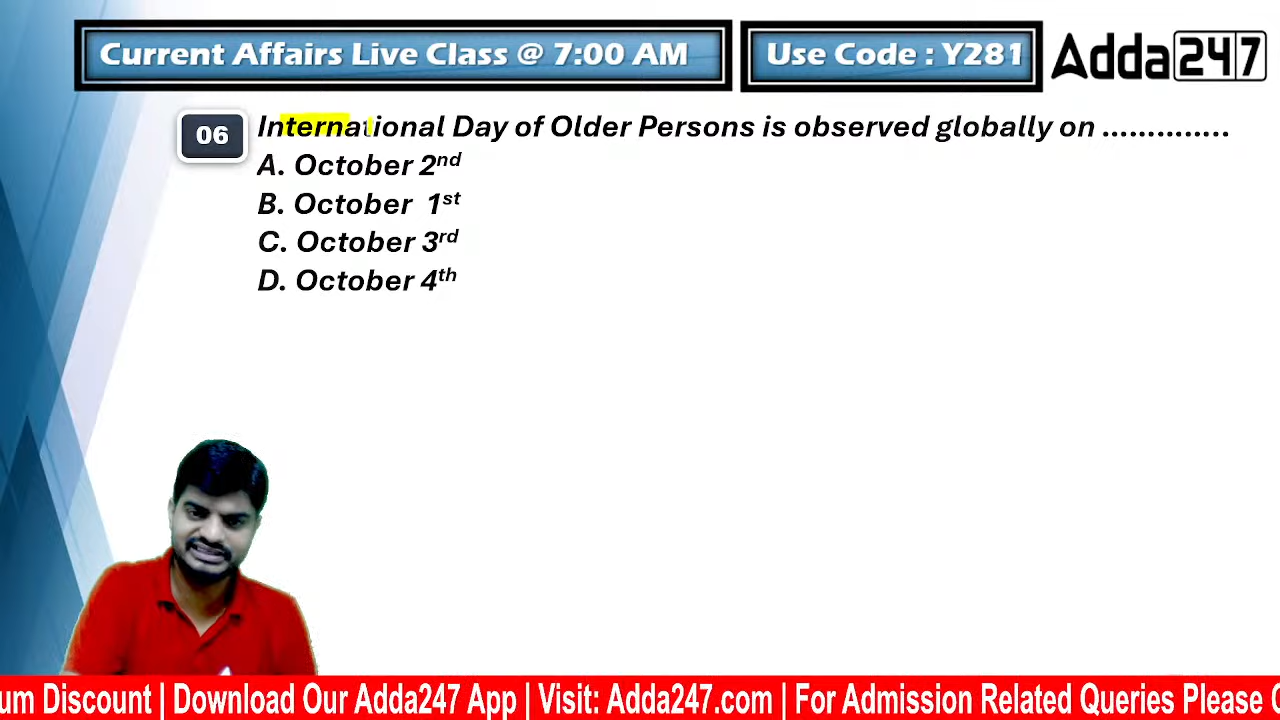 Current Affairs Live Class @ 7:00 AM
Use Code : Y281
Adda247
06
International Day of Older Persons is observed globally on ..............
A. October 2nd
B. October 1st
C. October 3rd
D. October 4th
um Discount | Download Our Adda247 App | Visit: Adda247.com | For Admission Related Queries Please